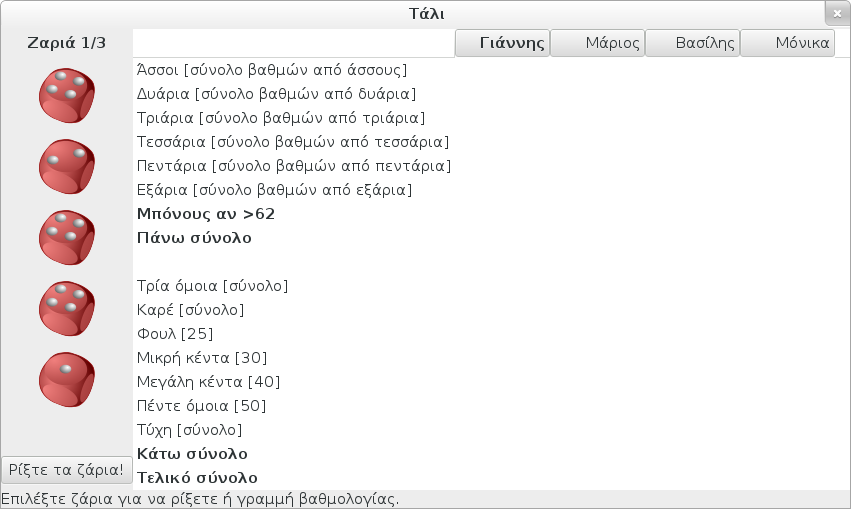 Τάλι
Ζαριά 1/3
Γιάννης Μάριος Βασίλης Μόνικα
Άσσοι [σύνολο βαθμών από άσσους]
Δυάρια [σύνολο βαθμών από δυάρια]
Τριάρια [σύνολο βαθμών από τριάρια]
Τεσσάρια [σύνολο βαθμών από τεσσάρια]
Πεντάρια [σύνολο βαθμών από πεντάρια]
Εξάρια [σύνολο βαθμών από εξάρια]
Μπόνους αν >62
Πάνω σύνολο
Τρία όμοια [σύνολο]
Καρέ [σύνολο]
Φουλ [25]
Μικρή κέντα [30]
Μεγάλη κέντα [40]
Πέντε όμοια [50]
Τύχη [σύνολο]
Κάτω σύνολο
Τελικό σύνολο
Ρίξτε τα ζάρια!
Επιλέξτε ζάρια για να ρίξετε ή γραμμή βαθμολογίας.